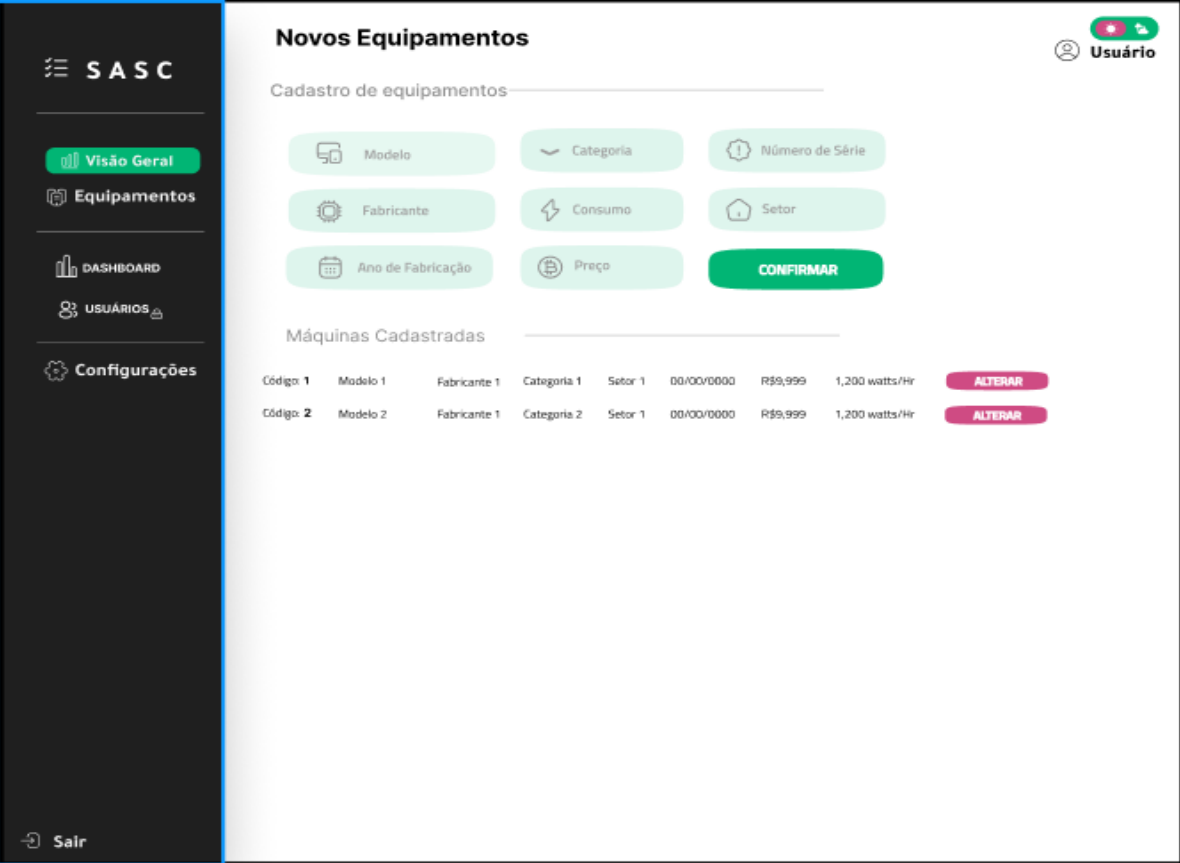 SASC
Visão Geral
Equipamentos
DASHBOARD
USUÁRIOS
Configurações
Sair
Novos Equipamentos
Usuário
Cadastro de equipamentos
Modelo
Categoria
Número de Série
Fabricante
Consumo
Setor
Ano de Fabricação
Preço
CONFIRMAR
Máquinas Cadastradas
Código: 1 Modelo 1 Fabricante 1 Categoria 1 Setor 1 00/00/0000 R$9,999 1,200 watts/Hr ALTERAR
Código: 2 Modelo 2 Fabricante 1 Categoria 2 Setor 1 00/00/0000 R$9,999 1,200 watts/Hr ALTERAR